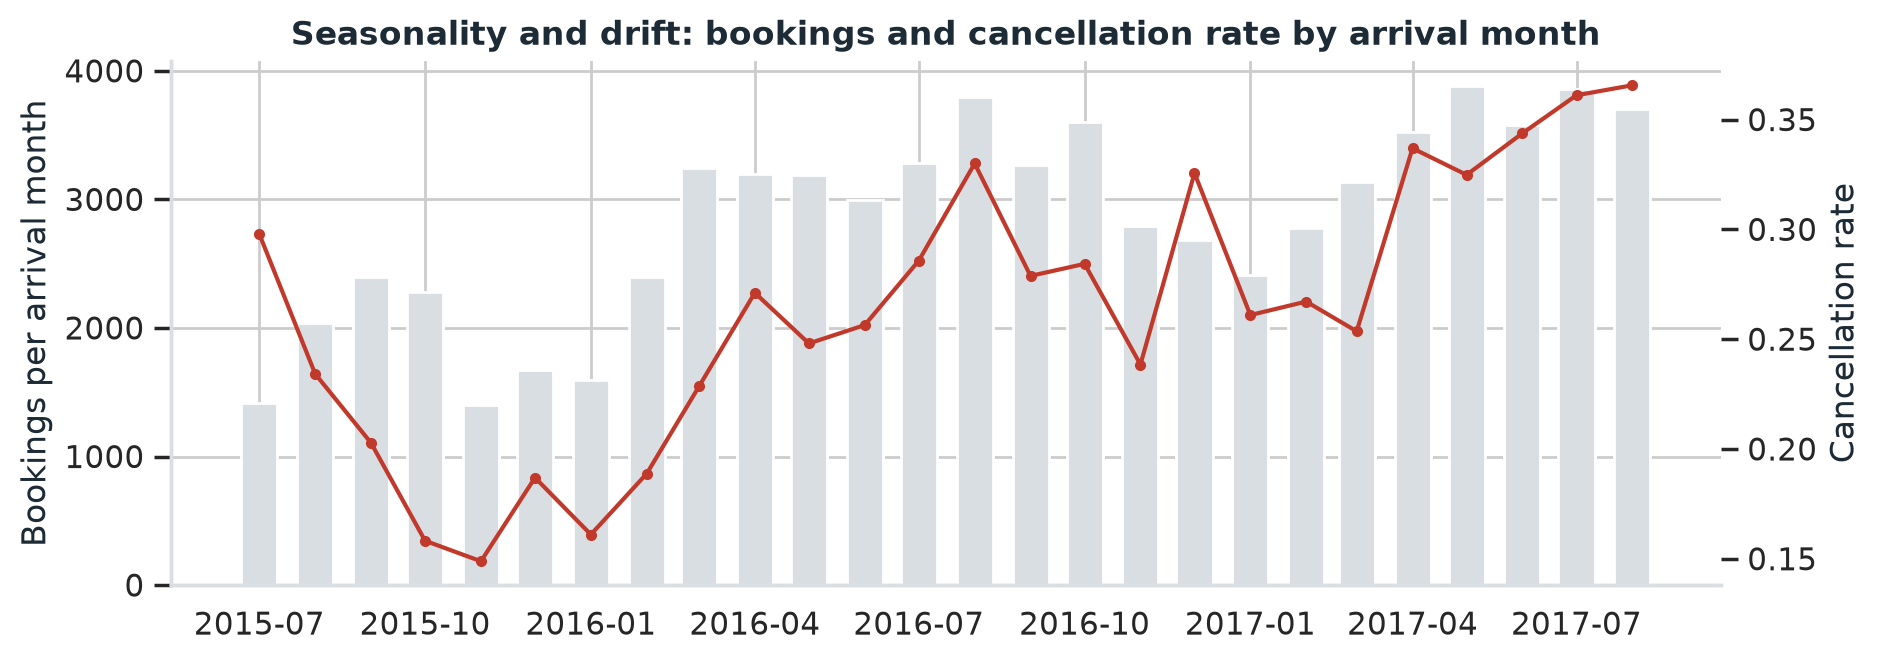 Seasonality and drift: bookings and cancellation rate by arrival month
Bookings per arrival month
4000
3000
2000
1000
0
0.35
0.30
0.25
0.20
0.15
Cancellation rate
2015-07 2015-10 2016-01 2016-04 2016-07 2016-10 2017-01 2017-04 2017-07